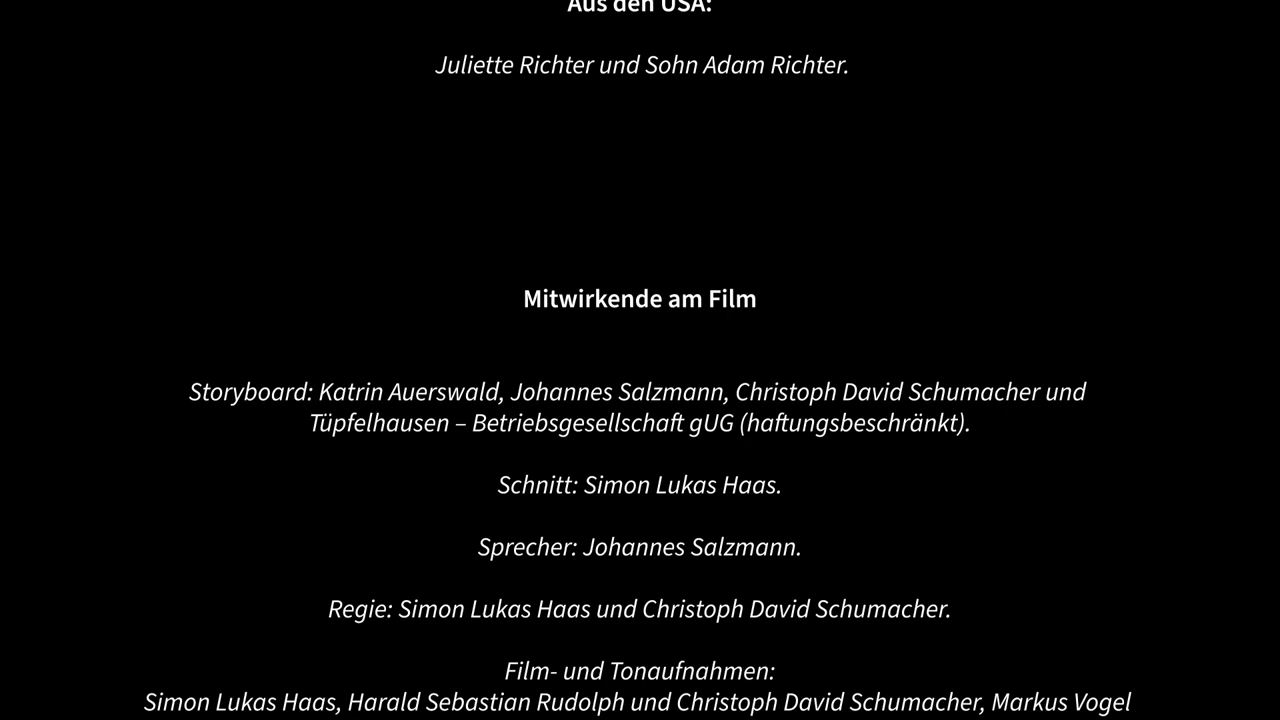 Aus den USA:
Juliette Richter und Sohn Adam Richter.
Mitwirkende am Film
Storyboard: Katrin Auerswald, Johannes Salzmann, Christoph David Schumacher und
Tüpfelhausen – Betriebsgesellschaft gUG (haftungsbeschränkt).
Schnitt: Simon Lukas Haas.
Sprecher: Johannes Salzmann.
Regie: Simon Lukas Haas und Christoph David Schumacher.
Film- und Tonaufnahmen:
Simon Lukas Haas, Harald Sebastian Rudolph und Christoph David Schumacher, Markus Vogel